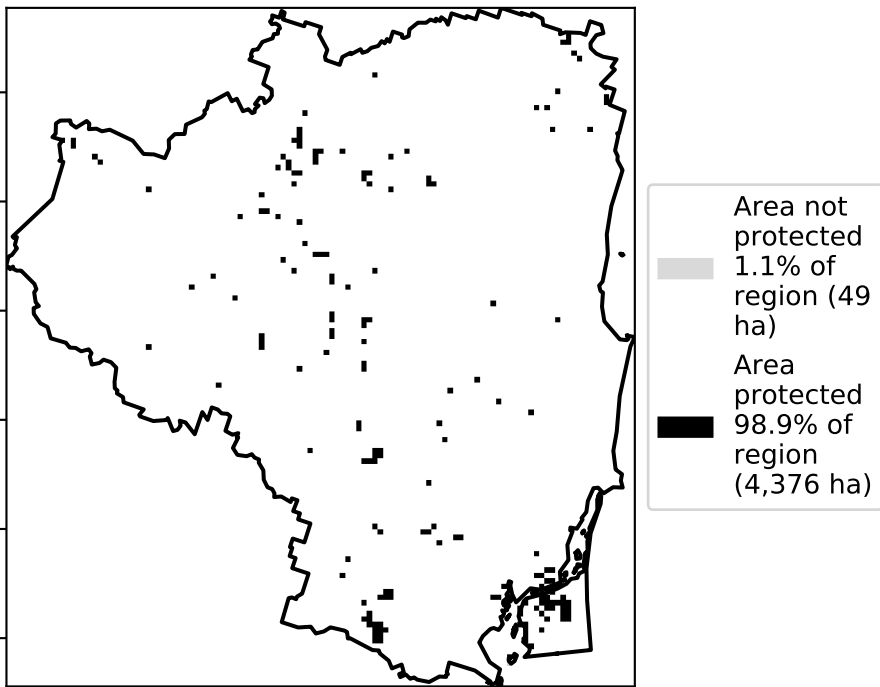 Area not
protected
1.1% of
region (49
ha)
Area
protected
98.9% of
region
(4,376 ha)